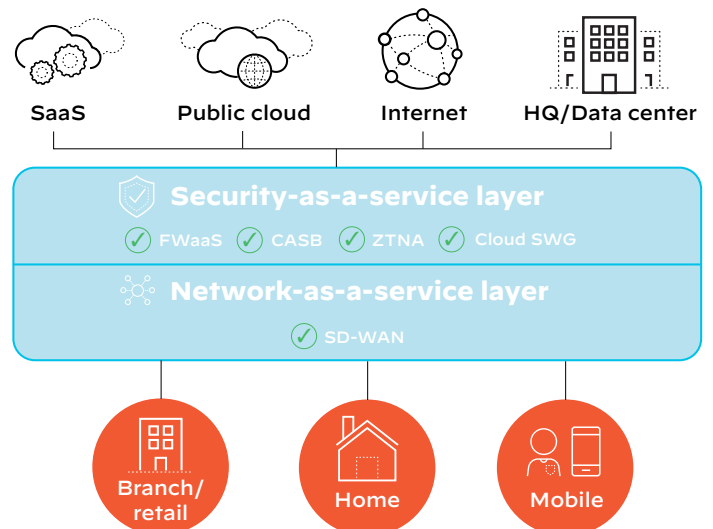 SaaS
Public cloud
Internet
HQ/Data center
Security-as-a-service layer
FWaaS
CASB
ZTNA
Cloud SWG
Network-as-a-service layer
SD-WAN
Branch/
retail
Home
Mobile